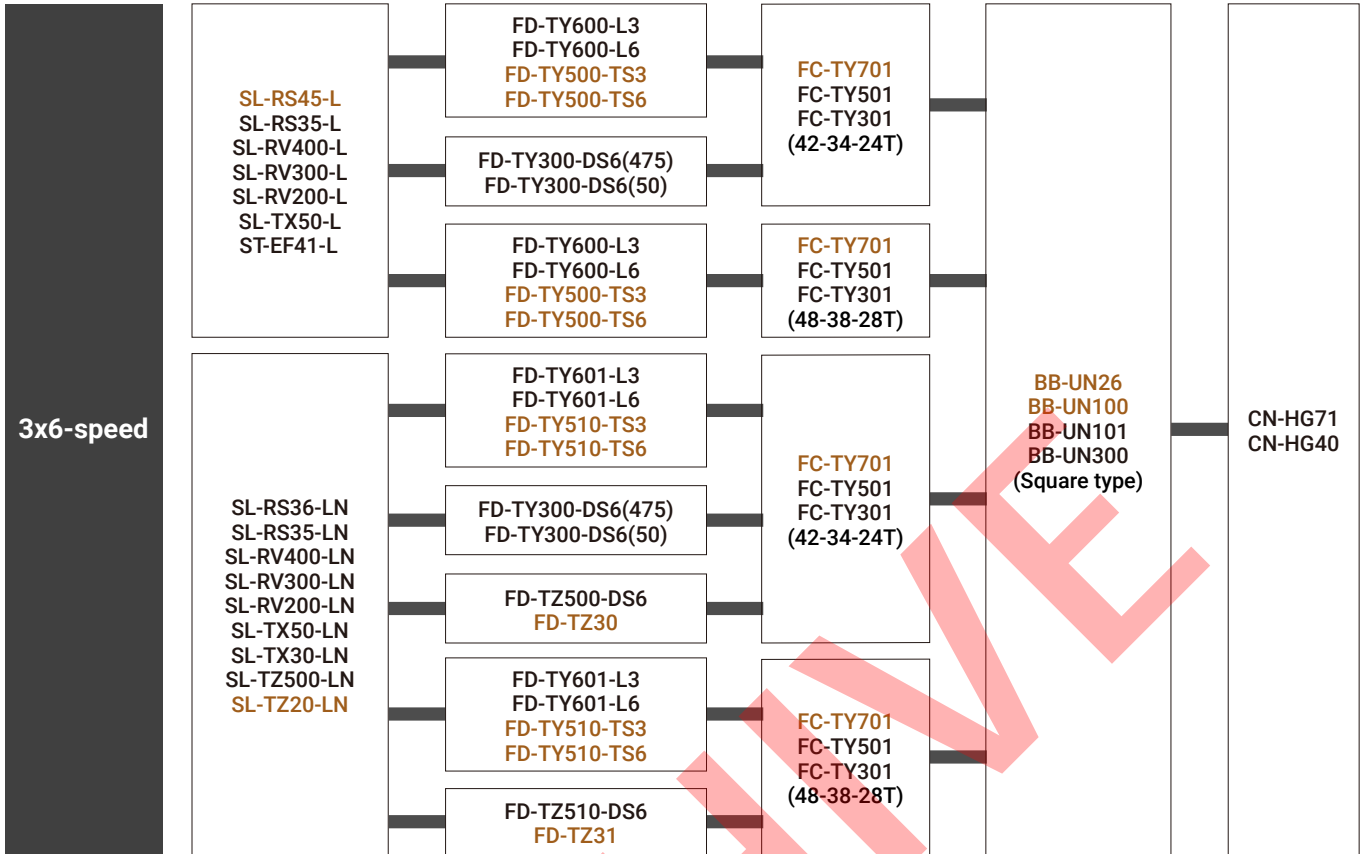 3x6-speed
SL-RS45-L
SL-RS35-L
SL-RV400-L
SL-RV300-L
SL-RV200-L
SL-TX50-L
ST-EF41-L
FD-TY600-L3
FD-TY600-L6
FD-TY500-TS3
FD-TY500-TS6
FD-TY300-DS6(475)
FD-TY300-DS6(50)
FC-TY701
FC-TY501
FC-TY301
(42-34-24T)
FD-TY600-L3
FD-TY600-L6
FD-TY500-TS3
FD-TY500-TS6
FC-TY701
FC-TY501
FC-TY301
(48-38-28T)
SL-RS36-LN
SL-RS35-LN
SL-RV400-LN
SL-RV300-LN
SL-RV200-LN
SL-TX50-LN
SL-TX30-LN
SL-TZ500-LN
SL-TZ20-LN
FD-TY601-L3
FD-TY601-L6
FD-TY510-TS3
FD-TY510-TS6
FD-TY300-DS6(475)
FD-TY300-DS6(50)
FD-TZ500-DS6
FD-TZ30
FC-TY701
FC-TY501
FC-TY301
(42-34-24T)
FD-TY601-L3
FD-TY601-L6
FD-TY510-TS3
FD-TY510-TS6
FD-TZ510-DS6
FD-TZ31
FC-TY701
FC-TY501
FC-TY301
(48-38-28T)
BB-UN26
BB-UN100
BB-UN101
BB-UN300
(Square type)
CN-HG71
CN-HG40